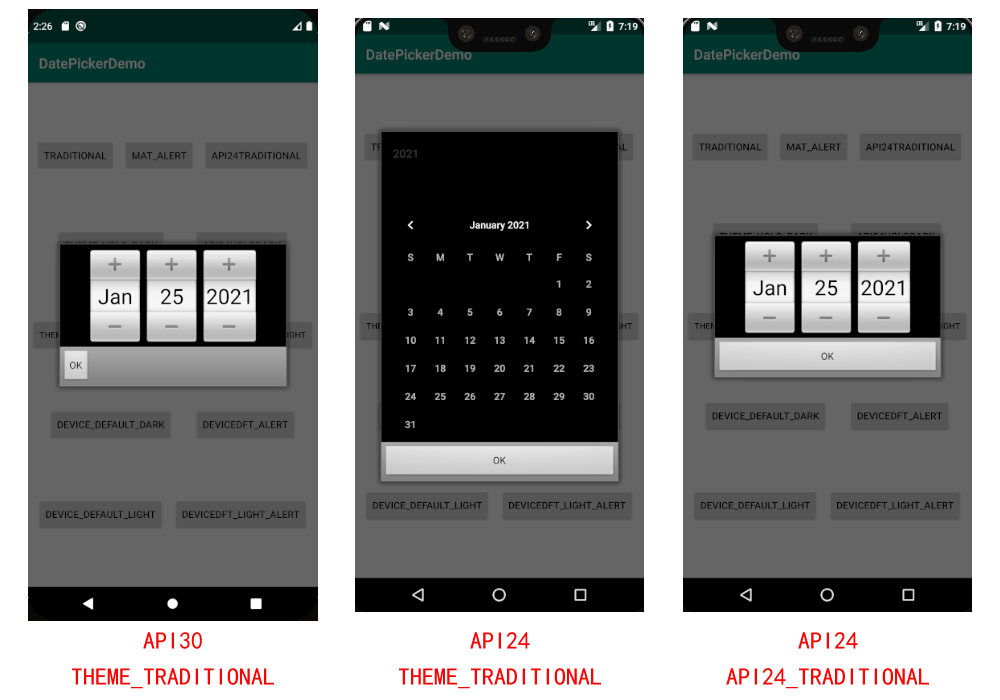 2:26
DatePickerDemo
TRADITIONAL MAT_ALERT API24TRADITIONAL
+ + +
Jan 25 2021
− − −
THE IGHT
OK
DEVICE_DEFAULT_DARK DEVICEDFT_ALERT
DEVICE_DEFAULT_LIGHT DEVICEDFT_LIGHT_ALERT
API30
THEME_TRADITIONAL
7:19
DatePickerDemo
2021
January 2021
S M T W T F S
1 2
3 4 5 6 7 8 9
10 11 12 13 14 15 16
17 18 19 20 21 22 23
24 25 26 27 28 29 30
31
OK
DEVICE_DEFAULT_LIGHT DEVICEDFT_LIGHT_ALERT
API24
THEME_TRADITIONAL
7:19
DatePickerDemo
TRADITIONAL MAT_ALERT API24TRADITIONAL
+ + +
Jan 25 2021
− − −
OK
DEVICE_DEFAULT_DARK DEVICEDFT_ALERT
DEVICE_DEFAULT_LIGHT DEVICEDFT_LIGHT_ALERT
API24
API24_TRADITIONAL